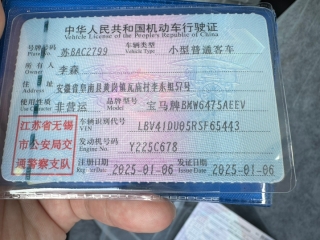 中华人民共和国机动车行驶证
Vehicle License of the People's Republic of China
号牌号码 Plate No. 苏BACZ799 车辆类型 Vehicle Type 小型普通客车
所有人 Owner 李森
住址 Address 安徽省阜南县黄岗镇瓦庙村李东组57号
使用性质 Use Character 非营运 品牌型号 Model 宝马牌BMW6475AEEV
江苏省无锡
市公安局交
通警察支队
车辆识别代号 VIN LBV41DU05RSF65443
发动机号码 Engine No. Y225C678
注册日期 Register Date 2025-01-06 发证日期 Issue Date 2025-01-06